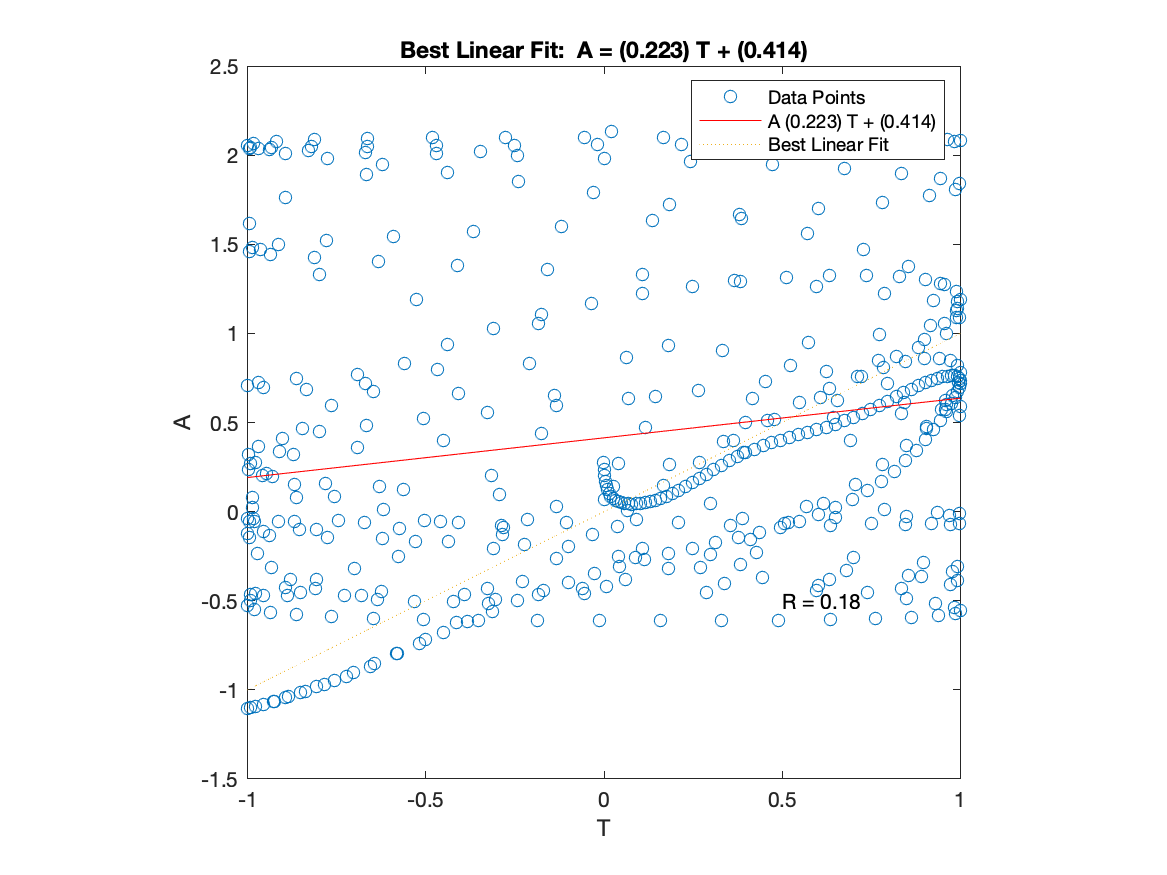 Best Linear Fit: A = (0.223) T + (0.414)
2.5
2
1.5
1
0.5
0
-0.5
-1
-1.5
A
Data Points
A (0.223) T + (0.414)
Best Linear Fit
R = 0.18
-1
-0.5
0
0.5
1
T